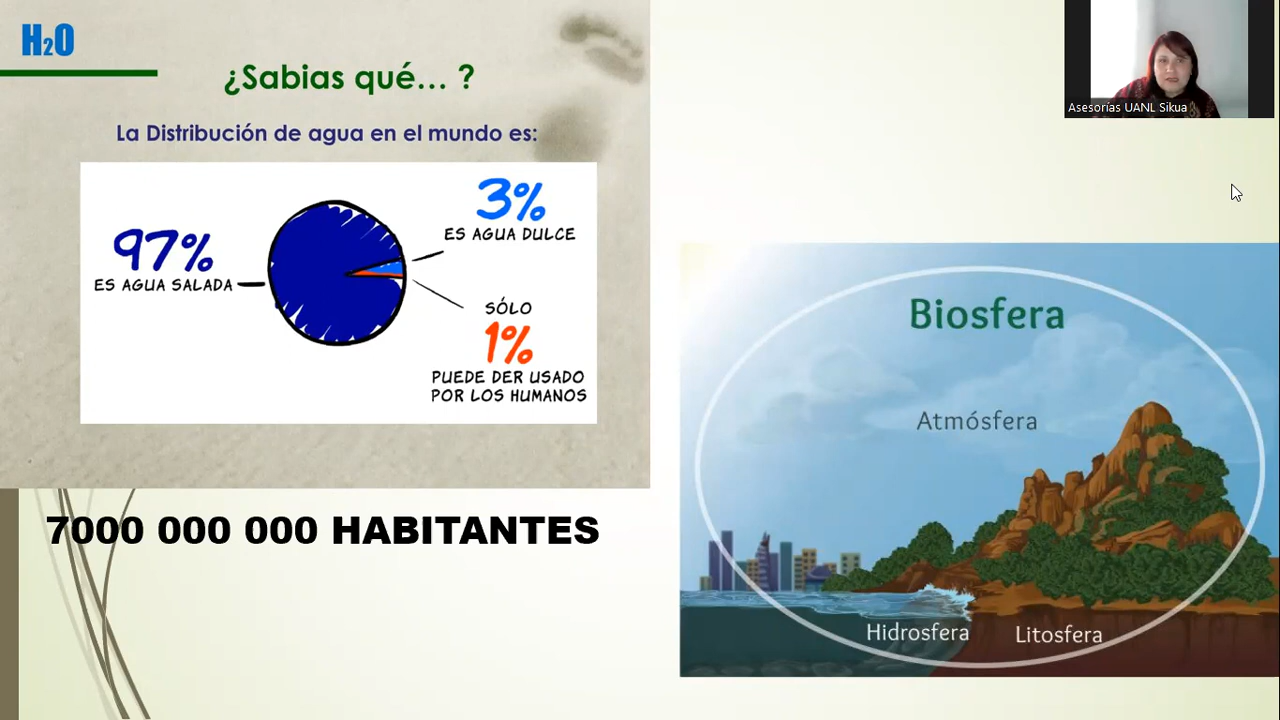 H₂O
¿Sabias qué... ?
La Distribución de agua en el mundo es:
97%
ES AGUA SALADA
3%
ES AGUA DULCE
SÓLO
1%
PUEDE DER USADO
POR LOS HUMANOS
7000 000 000 HABITANTES
Asesorías UANL Sikua
Biosfera
Atmósfera
Hidrosfera
Litosfera